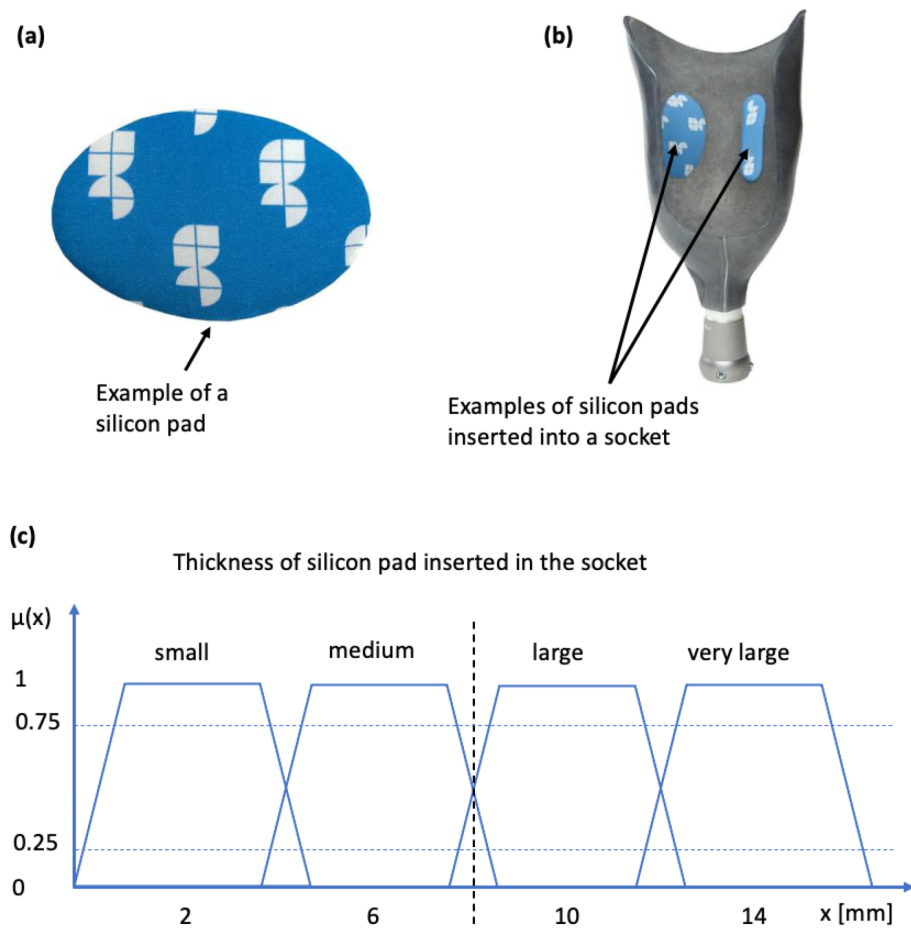 (a)
(b)
Example of a
silicon pad
Examples of silicon pads
inserted into a socket
(c)
Thickness of silicon pad inserted in the socket
μ(x)
small
medium
large
very large
1
0.75
0.25
0
2
6
10
14
x [mm]